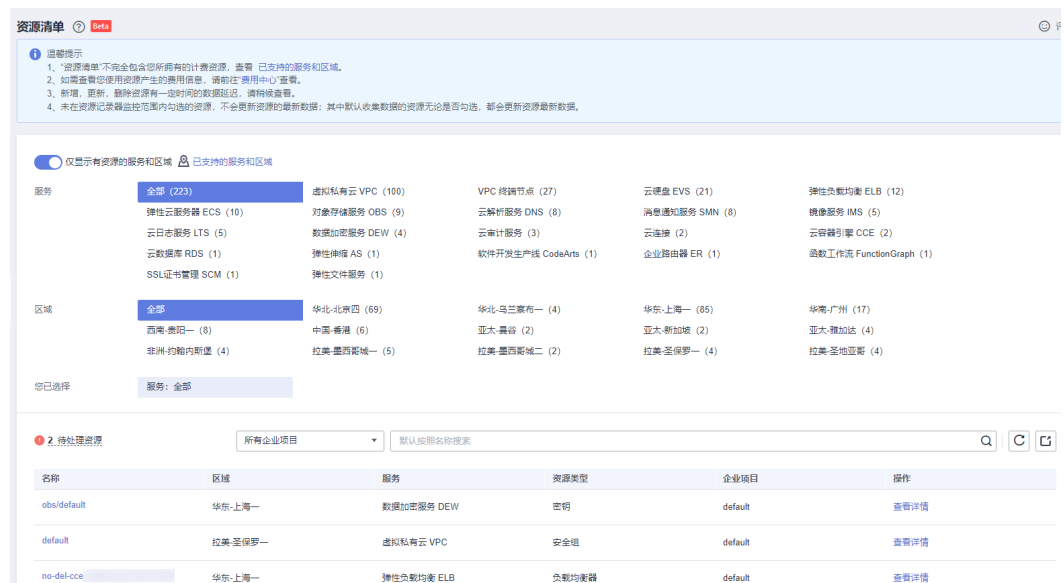 资源清单 Beta
温馨提示
1、“资源清单”不完全包含您所拥有的计费资源，查看 已支持的服务和区域。
2、如需查看您使用资源产生的费用信息，请前往“费用中心”查看。
3、新增，更新，删除资源有一定时间的数据延迟，请稍候查看。
4、未在资源记录器监控范围内勾选的资源，不会更新资源的最新数据；其中默认收集数据的资源无论是否勾选，都会更新资源最新数据。
仅显示有资源的服务和区域 已支持的服务和区域
服务 全部（223） 虚拟私有云 VPC（100） VPC 终端节点（27） 云硬盘 EVS（21） 弹性负载均衡 ELB（12）
弹性云服务器 ECS（10） 对象存储服务 OBS（9） 云解析服务 DNS（8） 消息通知服务 SMN（8） 镜像服务 IMS（5）
云日志服务 LTS（5） 数据加密服务 DEW（4） 云审计服务（3） 云连接（2） 云容器引擎 CCE（2）
云数据库 RDS（1） 弹性伸缩 AS（1） 软件开发生产线 CodeArts（1） 企业路由器 ER（1） 函数工作流 FunctionGraph（1）
SSL证书管理 SCM（1） 弹性文件服务（1）
区域 全部 华北-北京四（69） 华北-乌兰察布一（4） 华东-上海一（85） 华南-广州（17）
西南-贵阳一（8） 中国-香港（6） 亚太-曼谷（2） 亚太-新加坡（2） 亚太-雅加达（4）
非洲-约翰内斯堡（4） 拉美-墨西哥城一（5） 拉美-墨西哥城二（2） 拉美-圣保罗一（4） 拉美-圣地亚哥（4）
您已选择 服务：全部
2 待处理资源 所有企业项目 默认按照名称搜索
名称 区域 服务 资源类型 企业项目 操作
obs/default 华东-上海一 数据加密服务 DEW 密钥 default 查看详情
default 拉美-圣保罗一 虚拟私有云 VPC 安全组 default 查看详情
no-del-cce 华东-上海一 弹性负载均衡 ELB 负载均衡器 default 查看详情